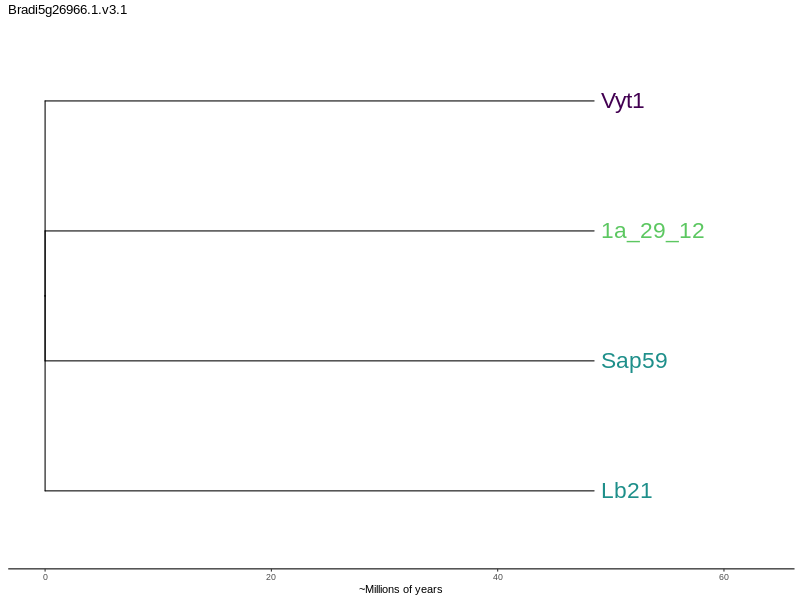 Bradi5g26966.1.v3.1
Vyt1
1a_29_12
Sap59
Lb21
0 20 40 60
~Millions of years